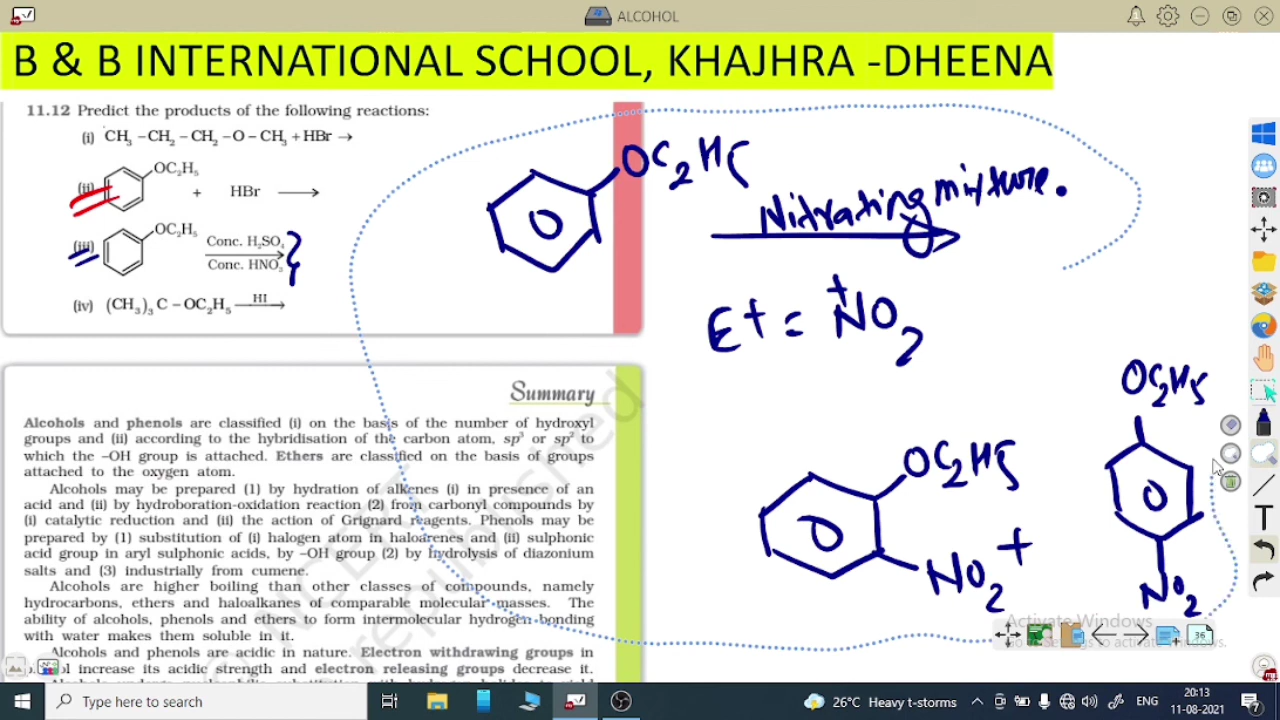 ALCOHOL
B & B INTERNATIONAL SCHOOL, KHAJHRA -DHEENA
11.12 Predict the products of the following reactions:
(i) CH3 – CH2 – CH2 – O – CH3 + HBr →
OC2H5
(ii) + HBr →
OC2H5
(iii) Conc. H2SO4
Conc. HNO3
(iv) (CH3)3 C – OC2H5 HI →
OC2H5
Nitrating mixture.
E+ = +NO2
OC2H5
NO2 +
OC2H5
NO2
Summary
Alcohols and phenols are classified (i) on the basis of the number of hydroxyl
groups and (ii) according to the hybridisation of the carbon atom, sp3 or sp2 to
which the –OH group is attached. Ethers are classified on the basis of groups
attached to the oxygen atom.
Alcohols may be prepared (1) by hydration of alkenes (i) in presence of an
acid and (ii) by hydroboration-oxidation reaction (2) from carbonyl compounds by
(i) catalytic reduction and (ii) the action of Grignard reagents. Phenols may be
prepared by (1) substitution of (i) halogen atom in haloarenes and (ii) sulphonic
acid group in aryl sulphonic acids, by –OH group (2) by hydrolysis of diazonium
salts and (3) industrially from cumene.
Alcohols are higher boiling than other classes of compounds, namely
hydrocarbons, ethers and haloalkanes of comparable molecular masses. The
ability of alcohols, phenols and ethers to form intermolecular hydrogen bonding
with water makes them soluble in it.
Alcohols and phenols are acidic in nature. Electron withdrawing groups in
increase its acidic strength and electron releasing groups decrease it.
republished
Activate Windows
Go to Settings to activate Windows.
36
Type here to search
26°C Heavy t-storms
ENG
20:13
11-08-2021